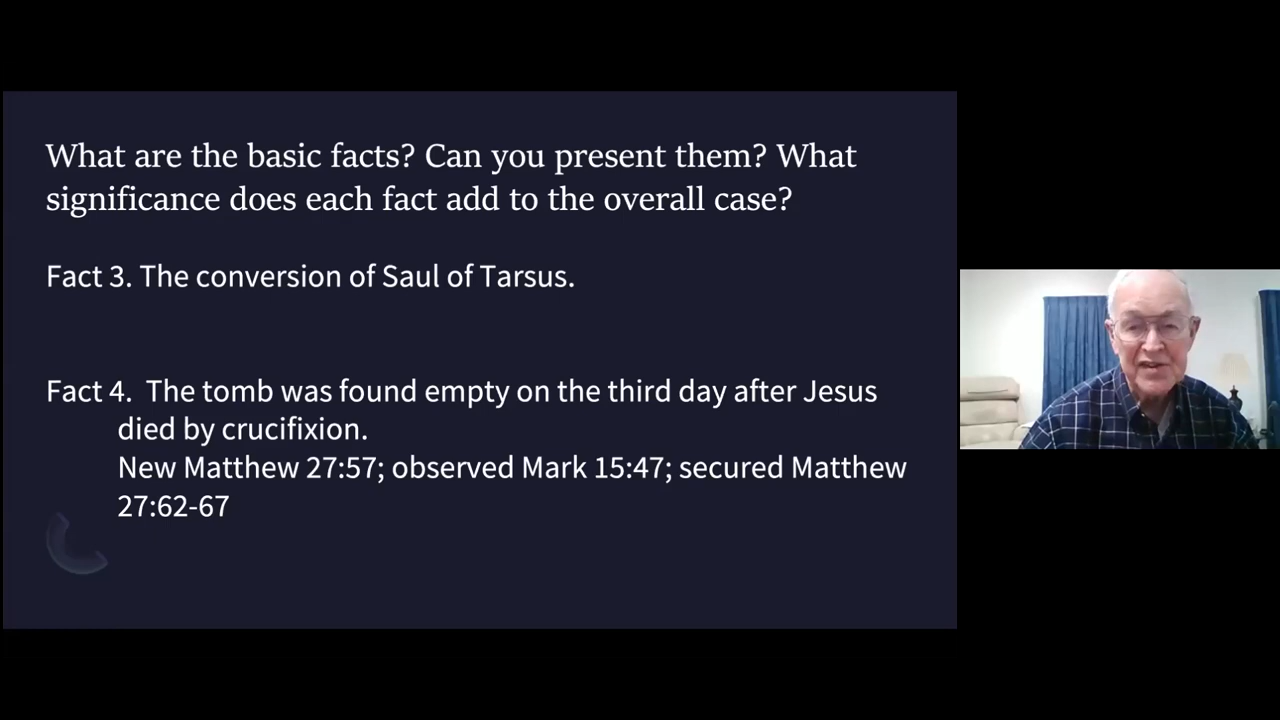 What are the basic facts? Can you present them? What
significance does each fact add to the overall case?
Fact 3. The conversion of Saul of Tarsus.
Fact 4.  The tomb was found empty on the third day after Jesus
died by crucifixion.
New Matthew 27:57; observed Mark 15:47; secured Matthew
27:62-67